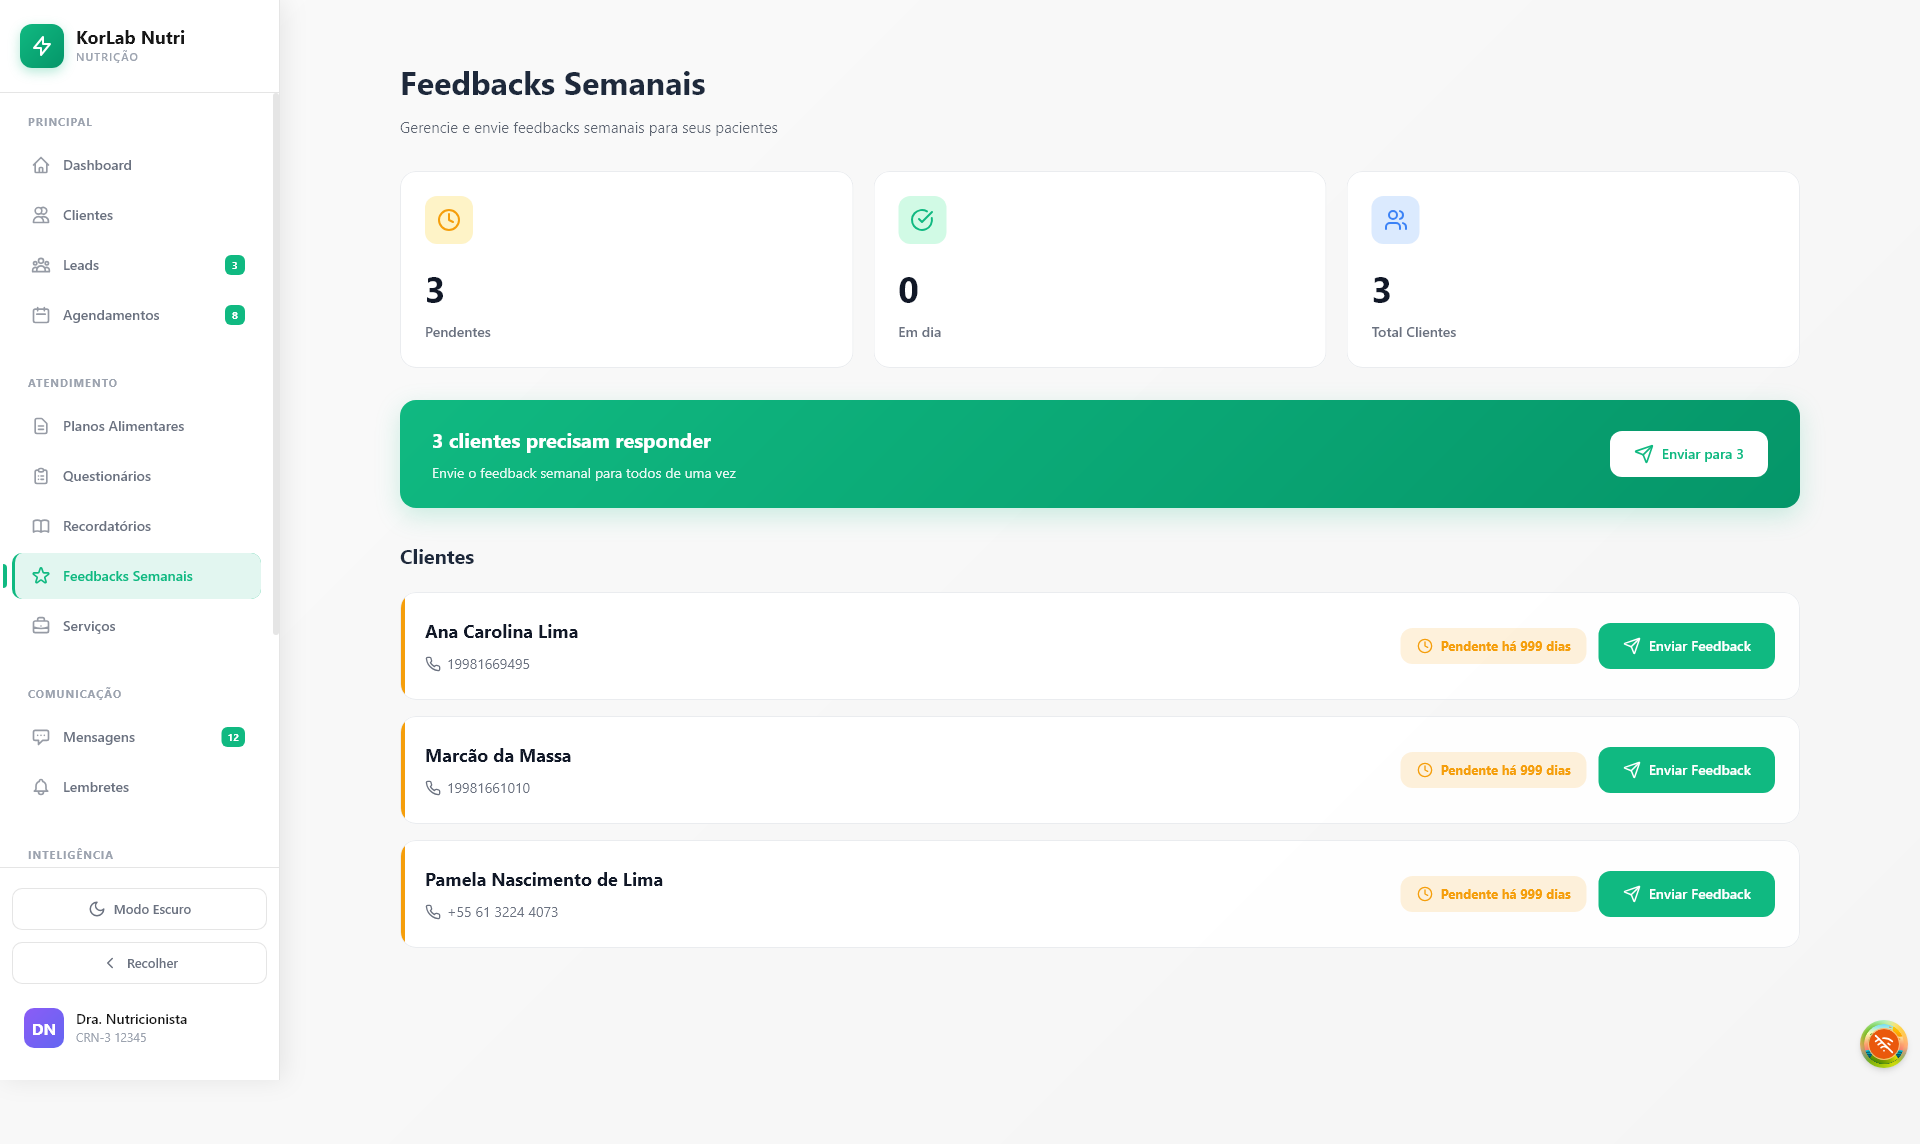 KorLab Nutri
NUTRIÇÃO
PRINCIPAL
Dashboard
Clientes
Leads
3
Agendamentos
8
ATENDIMENTO
Planos Alimentares
Questionários
Recordatórios
Feedbacks Semanais
Serviços
COMUNICAÇÃO
Mensagens
12
Lembretes
INTELIGÊNCIA
Modo Escuro
Recolher
DN
Dra. Nutricionista
CRN-3 12345
Feedbacks Semanais
Gerencie e envie feedbacks semanais para seus pacientes
3
Pendentes
0
Em dia
3
Total Clientes
3 clientes precisam responder
Envie o feedback semanal para todos de uma vez
Enviar para 3
Clientes
Ana Carolina Lima
19981669495
Pendente há 999 dias
Enviar Feedback
Marcão da Massa
19981661010
Pendente há 999 dias
Enviar Feedback
Pamela Nascimento de Lima
+55 61 3224 4073
Pendente há 999 dias
Enviar Feedback